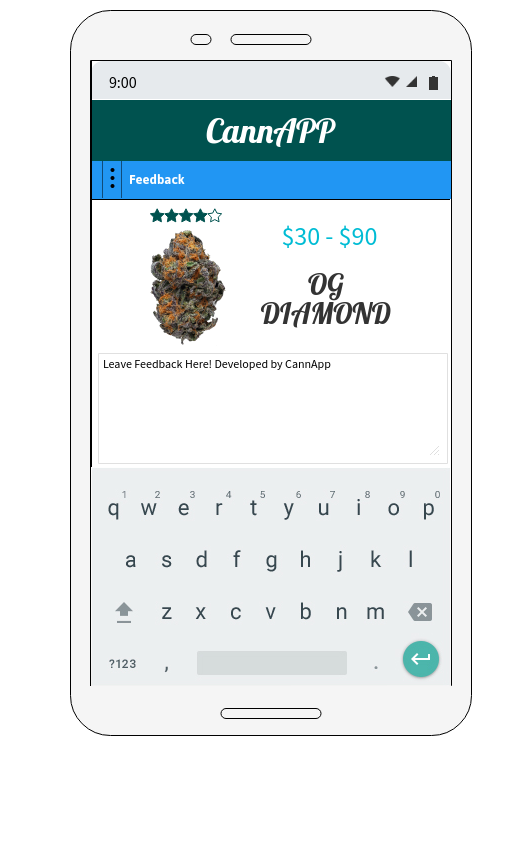 9:00
CannAPP
Feedback
$30 - $90
OG
DIAMOND
Leave Feedback Here! Developed by CannApp
1 2 3 4 5 6 7 8 9 0
q w e r t y u i o p
a s d f g h j k l
z x c v b n m
?123 , .